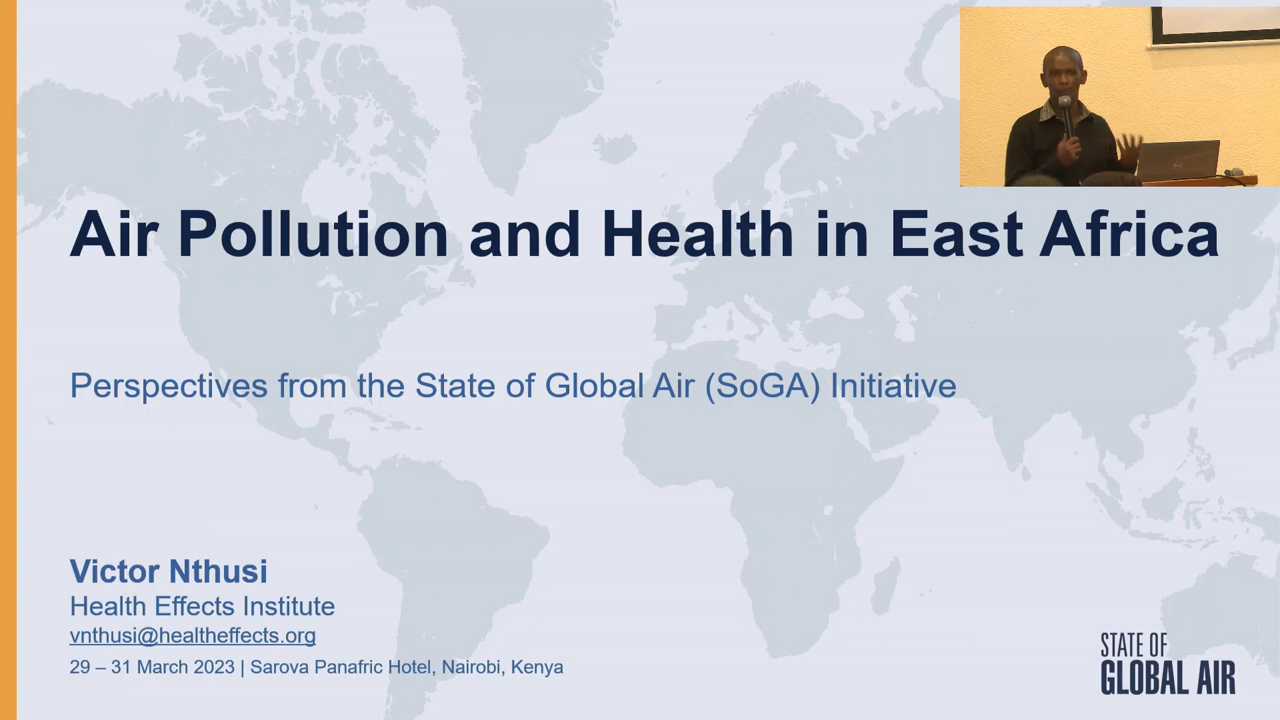 Air Pollution and Health in East Africa
Perspectives from the State of Global Air (SoGA) Initiative
Victor Nthusi
Health Effects Institute
vnthusi@healtheffects.org
29 – 31 March 2023 | Sarova Panafric Hotel, Nairobi, Kenya
STATE OF
GLOBAL AIR